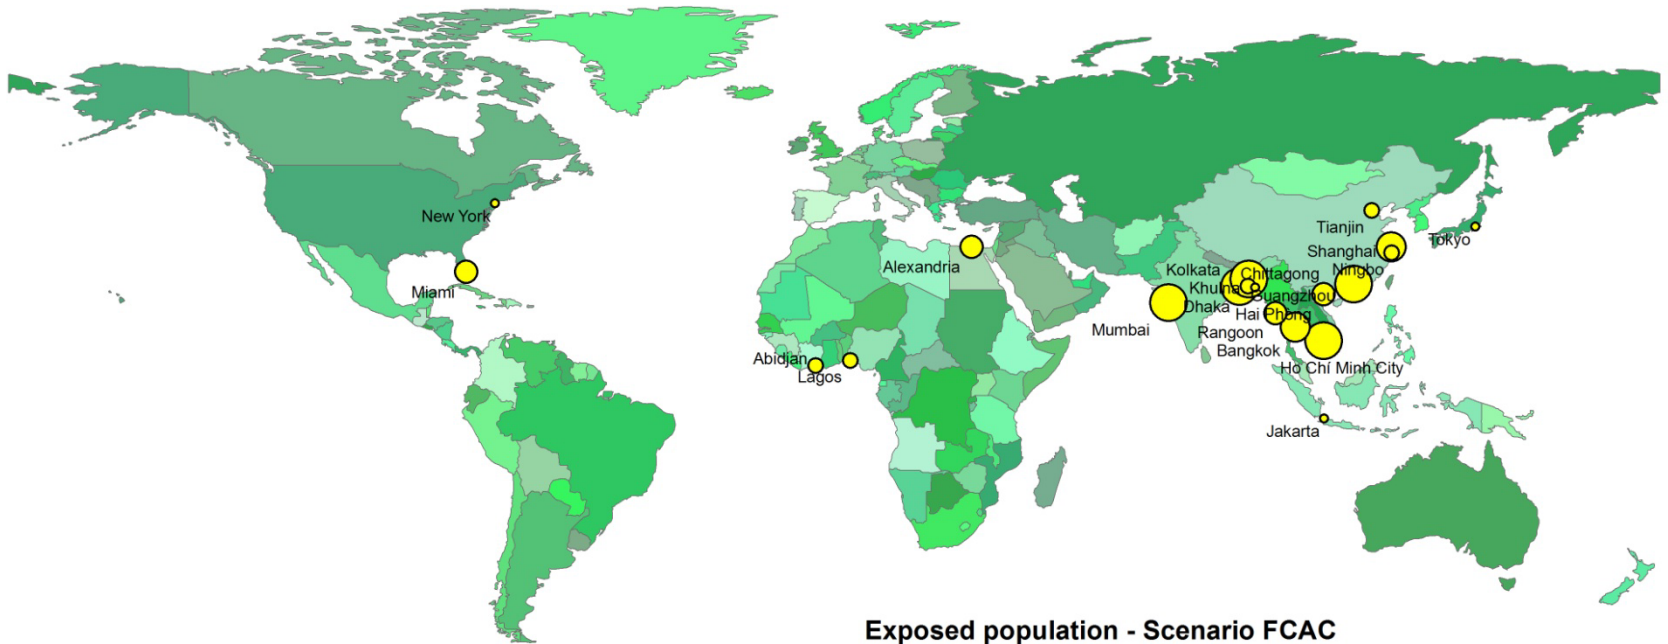 New York
Miami
Alexandria
Abidjan
Lagos
Tianjin
Tokyo
Shanghai
Kolkata
Chittagong
Ningbo
Khulna
Guangzhou
Dhaka
Hai Phong
Mumbai
Rangoon
Bangkok
Ho Chí Minh City
Jakarta
Exposed population - Scenario FCAC